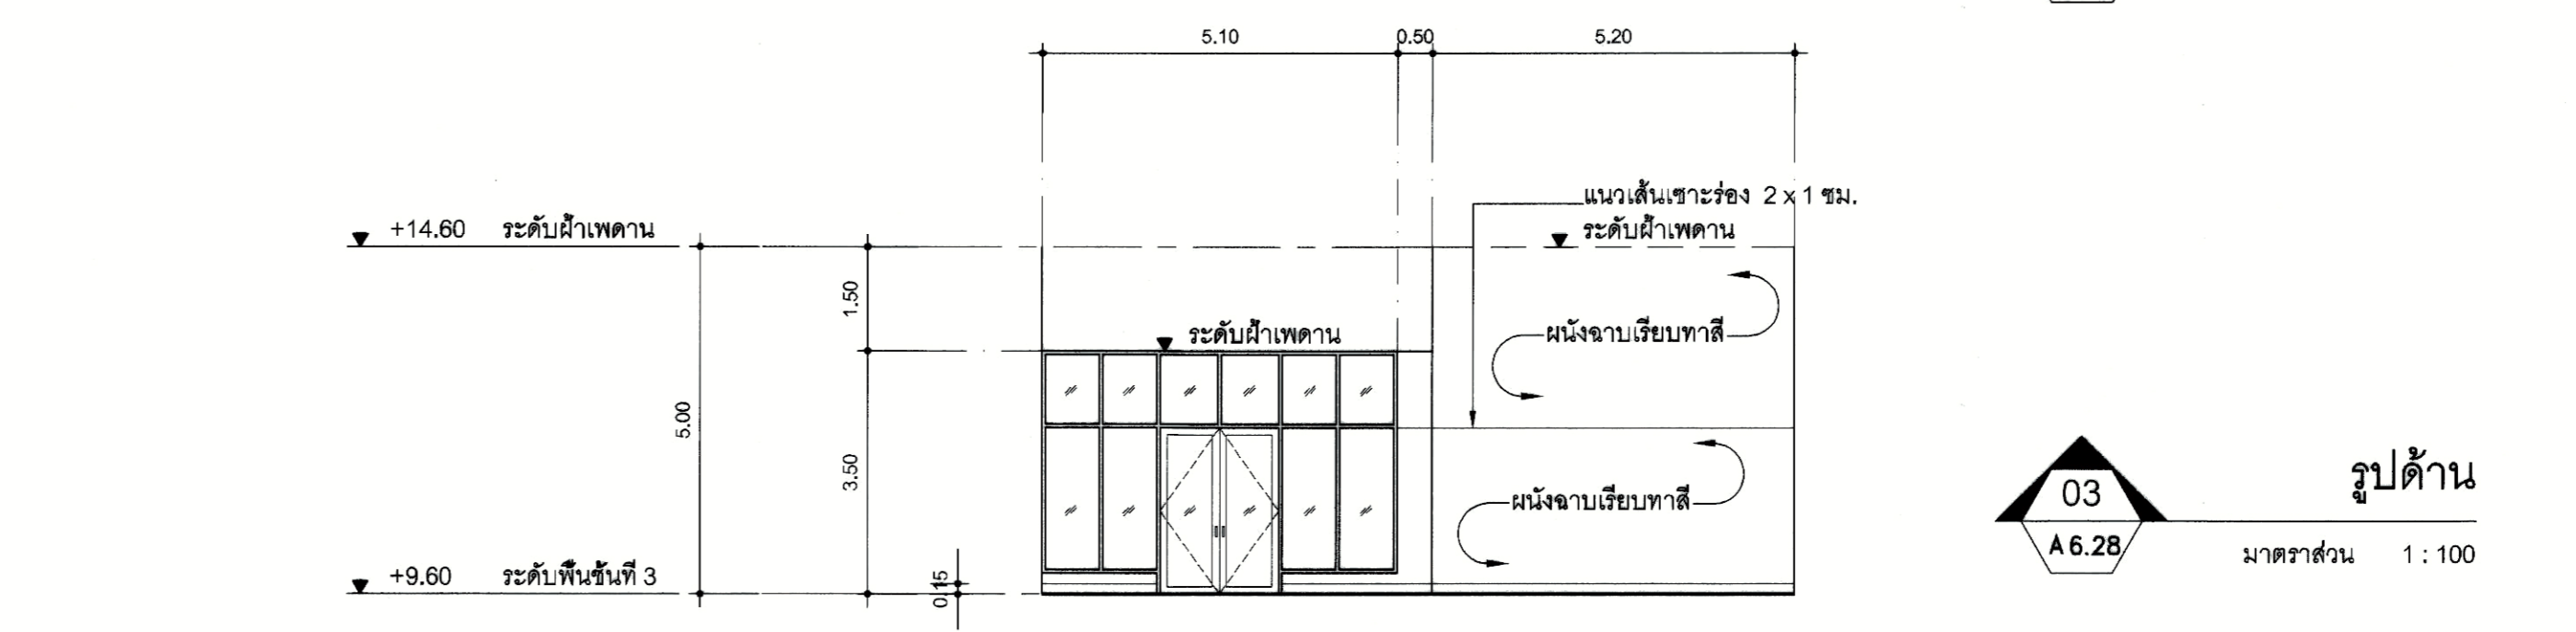 5.10 0.50 5.20
แนวเส้นเซาะร่อง 2 x 1 ซม.
+14.60 ระดับฝ้าเพดาน
ระดับฝ้าเพดาน
1.50
ระดับฝ้าเพดาน
ผนังฉาบเรียบทาสี
5.00
3.50
ผนังฉาบเรียบทาสี
+9.60 ระดับพื้นชั้นที่ 3
0.15
03
A 6.28
รูปด้าน
มาตราส่วน 1 : 100